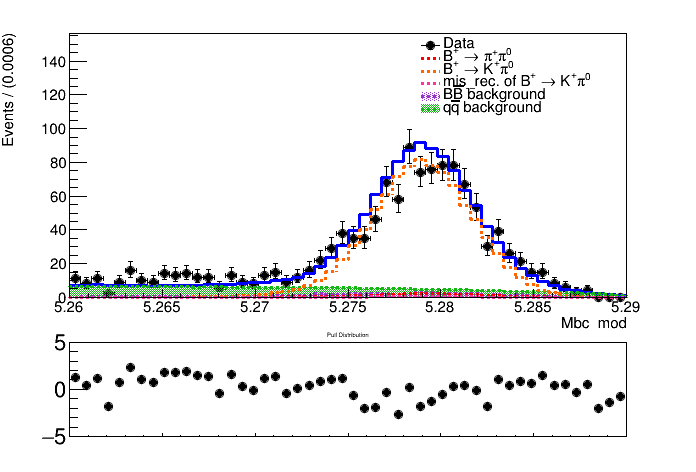 Events / (0.0006)
140
120
100
80
60
40
20
0
Data
B⁺ → π⁺π⁰
B⁺ → K⁺π⁰
mis_rec. of B⁺ → K⁺π⁰
BB̅ background
qq̅ background
5.26 5.265 5.27 5.275 5.28 5.285 5.29
Mbc mod
Pull Distribution
5
0
−5